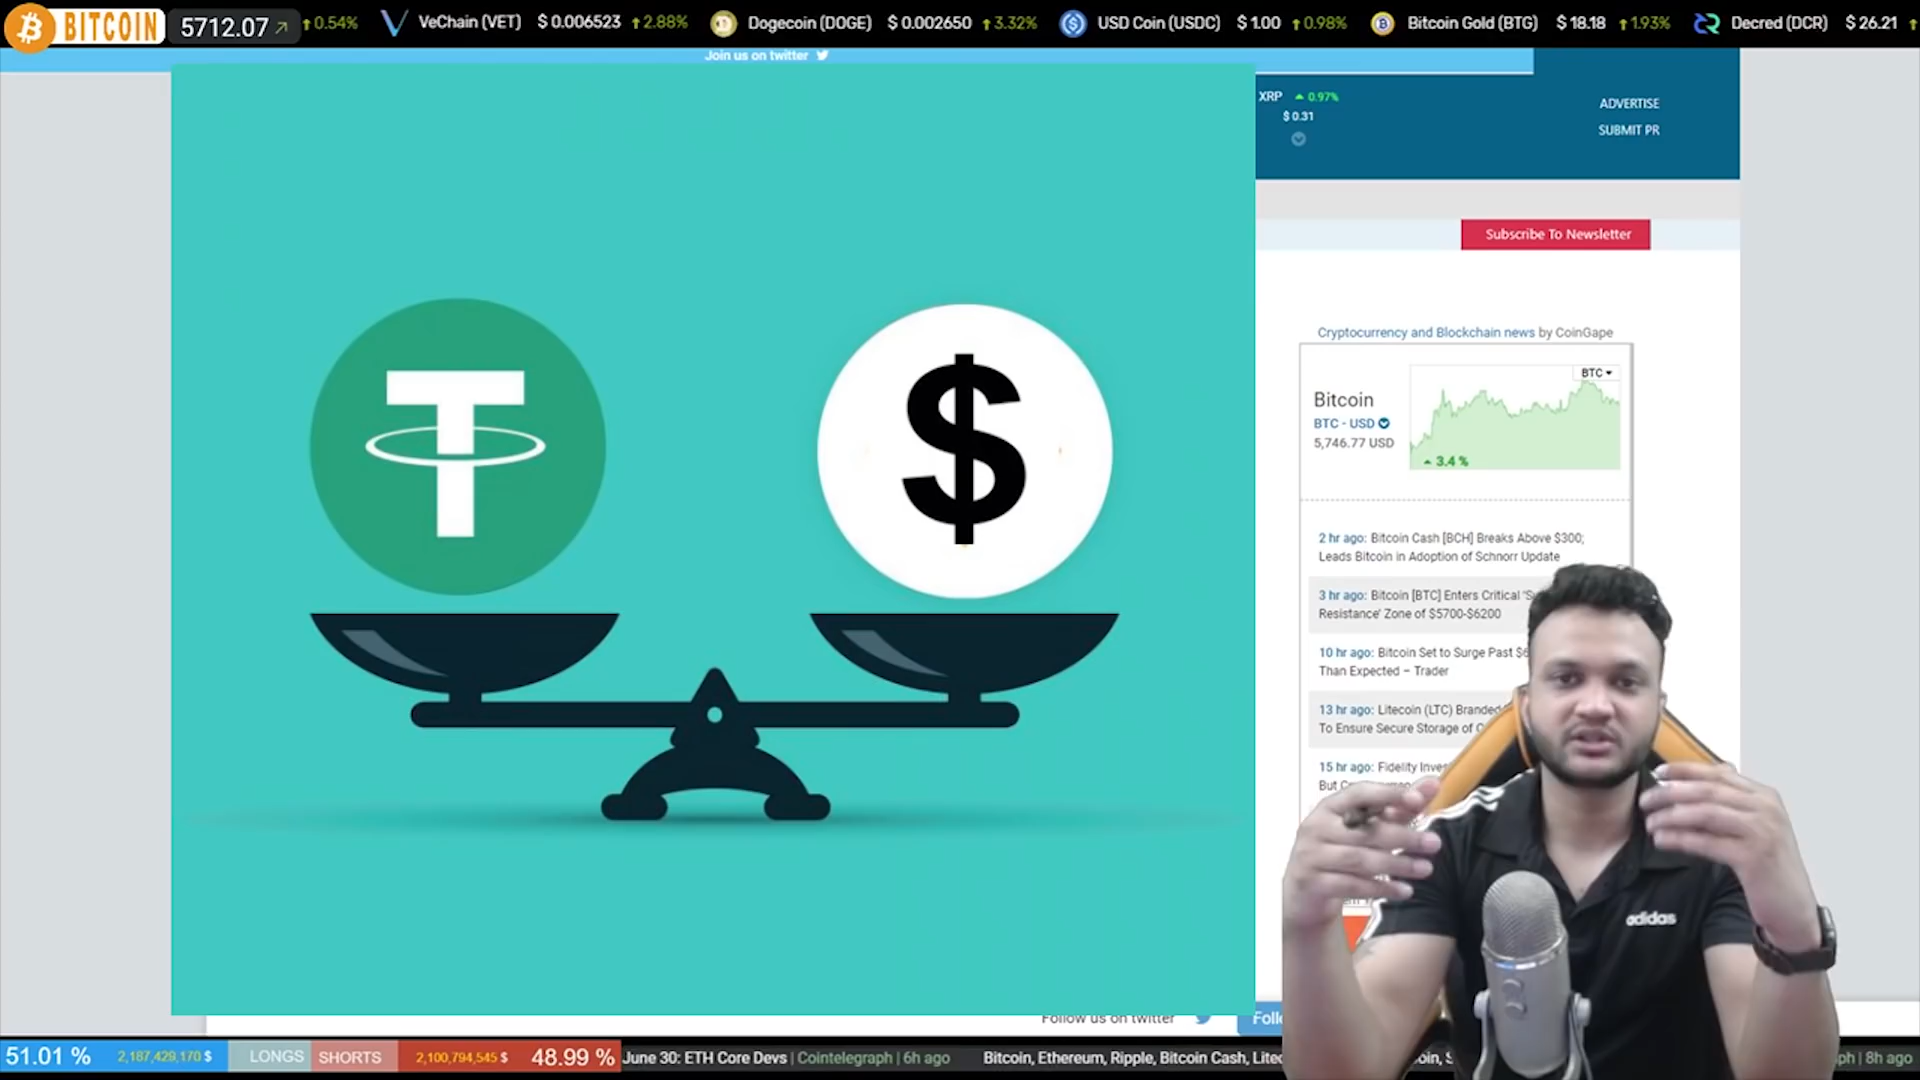 BITCOIN 5712.07 0.54% VeChain (VET) $ 0.006523 2.88% Dogecoin (DOGE) $ 0.002650 3.32% USD Coin (USDC) $ 1.00 0.98% Bitcoin Gold (BTG) $ 18.18 1.93% Decred (DCR) $ 26.21
Join us on twitter
XRP 0.97%
$ 0.31
ADVERTISE
SUBMIT PR
Subscribe To Newsletter
Cryptocurrency and Blockchain news by CoinGape
BTC
Bitcoin
BTC - USD
5,746.77 USD
3.4 %
2 hr ago: Bitcoin Cash [BCH] Breaks Above $300;
Leads Bitcoin in Adoption of Schnorr Update
3 hr ago: Bitcoin [BTC] Enters Critical
Resistance' Zone of $5700-$6200
10 hr ago: Bitcoin Set to Surge Past
Than Expected – Trader
13 hr ago: Litecoin (LTC) Branded
To Ensure Secure Storage of
15 hr ago: Fidelity
But
$
adidas
Follow us on twitter
51.01 % 2,187,429,170 $ LONGS SHORTS 2,100,794,545 $ 48.99 % June 30: ETH Core Devs | Cointelegraph | 6h ago Bitcoin, Ethereum, Ripple, Bitcoin Cash, | 8h ago